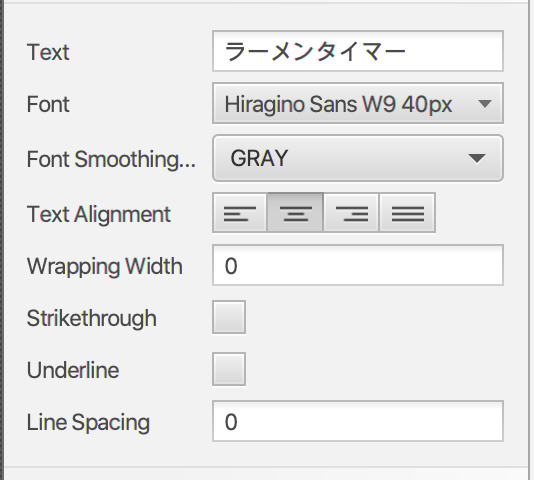 Text ラーメンタイマー
Font Hiragino Sans W9 40px
Font Smoothing... GRAY
Text Alignment
Wrapping Width 0
Strikethrough
Underline
Line Spacing 0